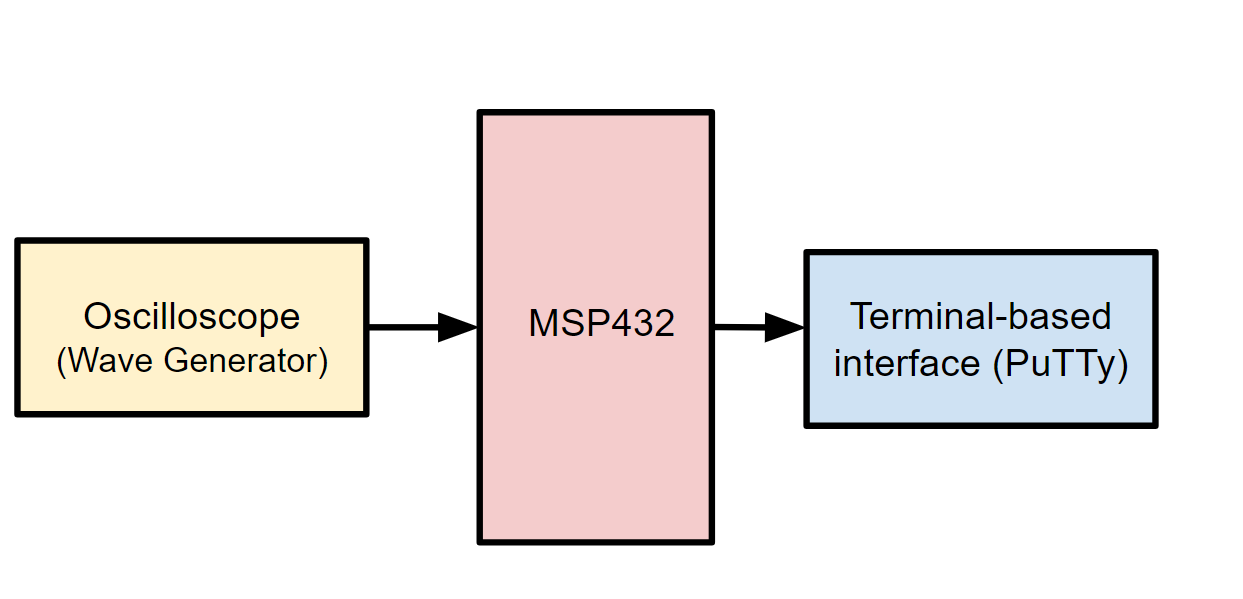 Oscilloscope
(Wave Generator)
MSP432
Terminal-based
interface (PuTTy)